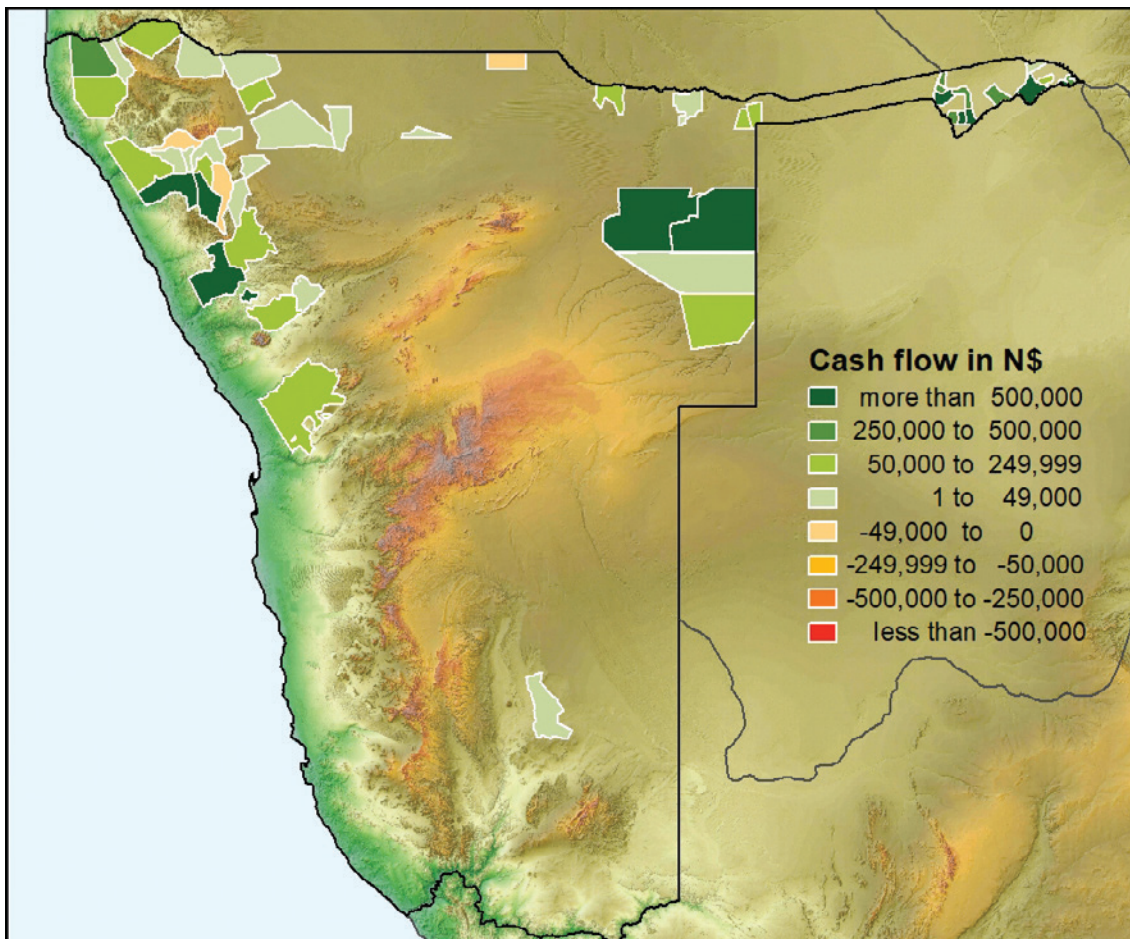 Cash flow in N$
more than 500,000
250,000 to 500,000
50,000 to 249,999
1 to 49,000
-49,000 to 0
-249,999 to -50,000
-500,000 to -250,000
less than -500,000